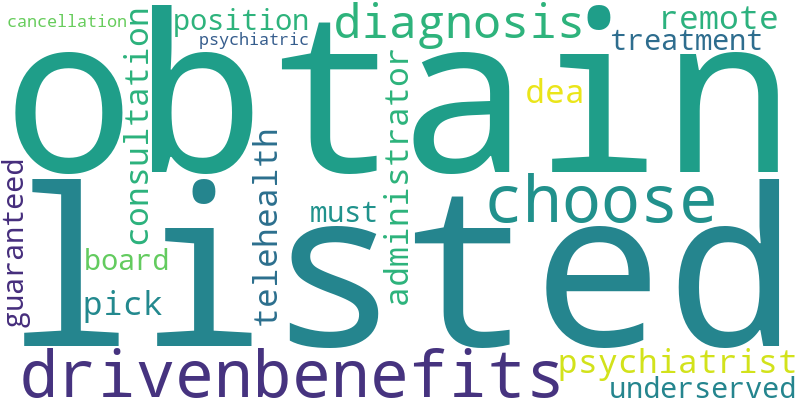 cancellation
position
psychiatric
diagnosis
remote
treatment
obtain
consultation
dea
administrator
telehealth
guaranteed
choose
must
listed
board
pick
drivenbenefits
psychiatrist
underserved